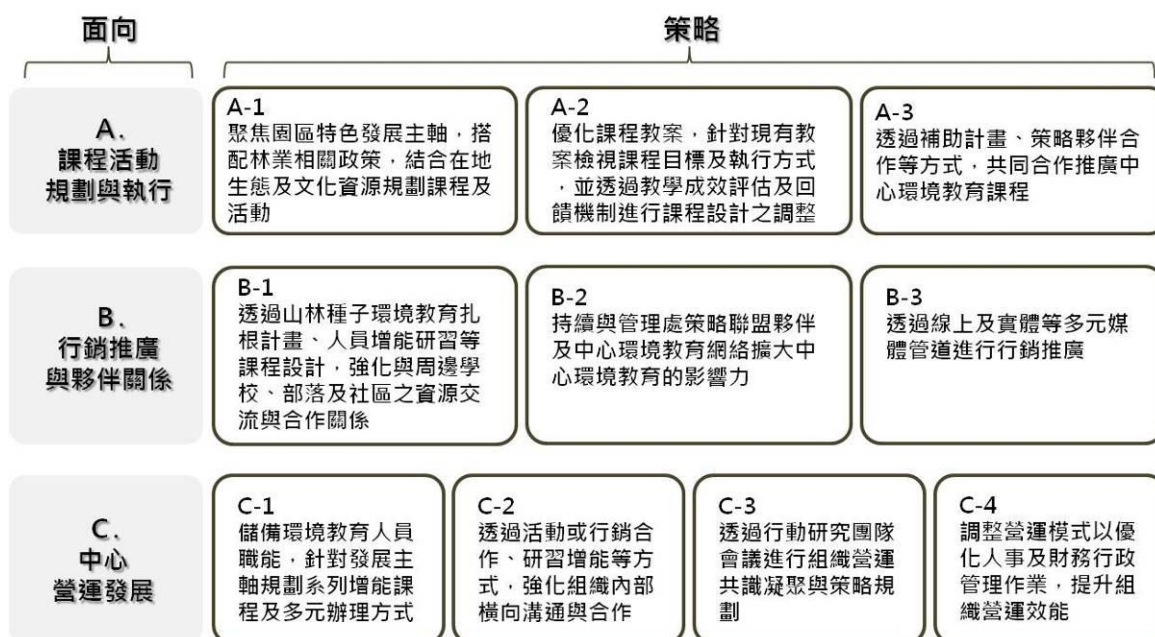 面向
策略
A.
課程活動
規劃與執行
A-1
聚焦園區特色發展主軸，搭
配林業相關政策，結合在地
生態及文化資源規劃課程及
活動
A-2
優化課程教案，針對現有教
案檢視課程目標及執行方式
，並透過教學成效評估及回
饋機制進行課程設計之調整
A-3
透過補助計畫、策略夥伴合
作等方式，共同合作推廣中
心環境教育課程
B.
行銷推廣
與夥伴關係
B-1
透過山林種子環境教育扎
根計畫、人員增能研習等
課程設計，強化與周邊學
校、部落及社區之資源交
流與合作關係
B-2
持續與管理處策略聯盟夥伴
及中心環境教育網絡擴大中
心環境教育的影響力
B-3
透過線上及實體等多元媒
體管道進行行銷推廣
C.
中心
營運發展
C-1
儲備環境教育人員
職能，針對發展主
軸規劃系列增能課
程及多元辦理方式
C-2
透過活動或行銷合
作、研習增能等方
式，強化組織內部
橫向溝通與合作
C-3
透過行動研究團隊
會議進行組織營運
共識凝聚與策略規
劃
C-4
調整營運模式以優
化人事及財務行政
管理作業，提升組
織營運效能